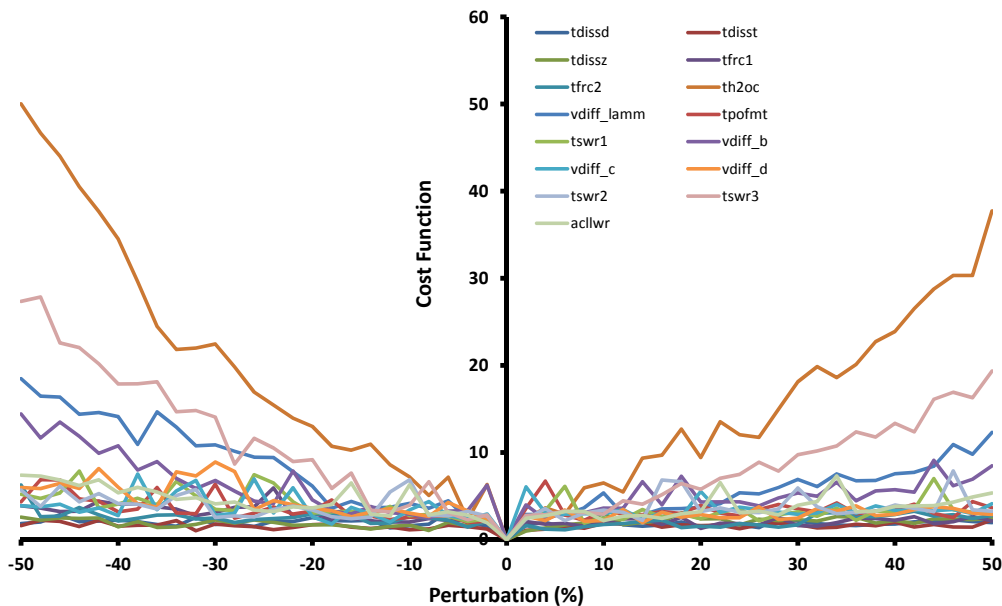 60
50
40
30
20
10
0
Cost Function
tdissd tdisst
tdissz tfrc1
tfrc2 th2oc
vdiff_lamm tpofmt
tswr1 vdiff_b
vdiff_c vdiff_d
tswr2 tswr3
acllwr
-50 -40 -30 -20 -10 0 10 20 30 40 50
Perturbation (%)